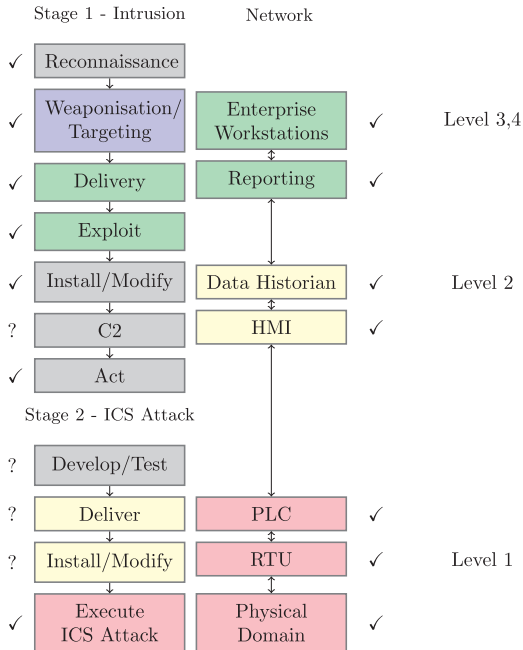 Stage 1 - Intrusion
Network
✓ Reconnaissance
✓ Weaponisation/
Targeting
Enterprise
Workstations ✓
Level 3,4
✓ Delivery
Reporting ✓
✓ Exploit
✓ Install/Modify
Data Historian ✓
Level 2
? C2
HMI ✓
✓ Act
Stage 2 - ICS Attack
? Develop/Test
? Deliver
PLC ✓
? Install/Modify
RTU ✓
Level 1
✓ Execute
ICS Attack
Physical
Domain ✓